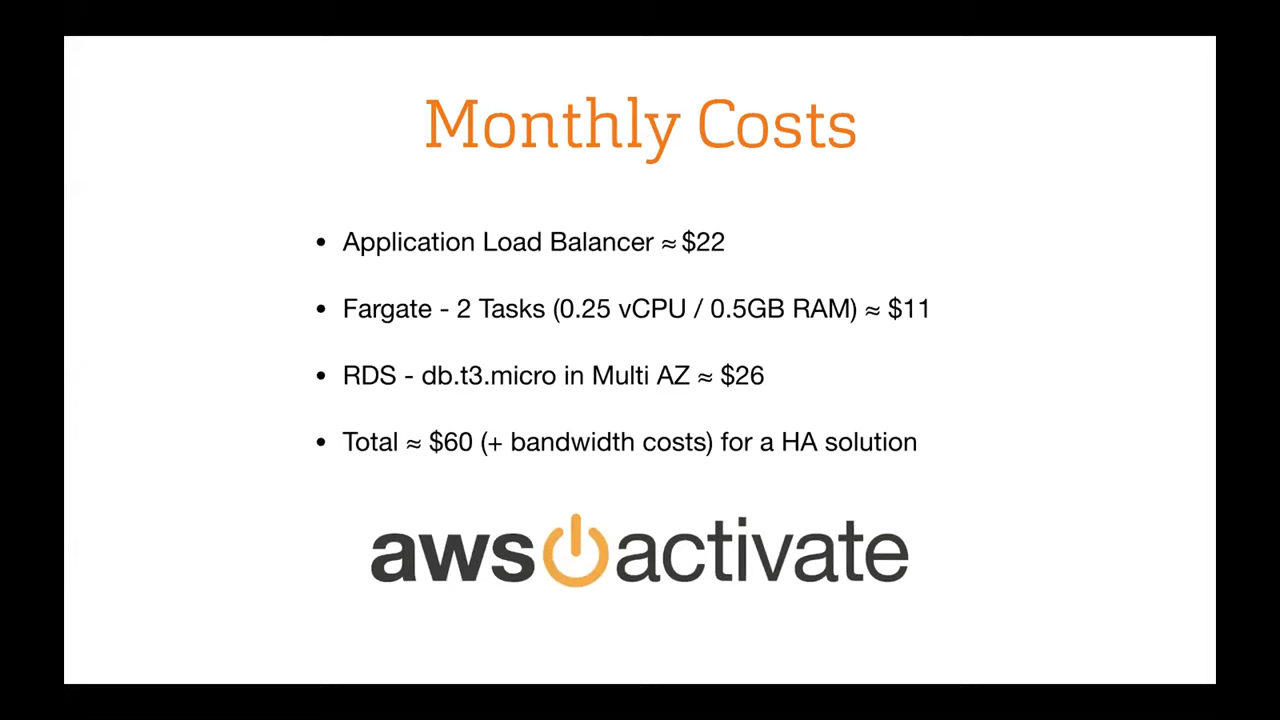 Monthly Costs
• Application Load Balancer ≈ $22
• Fargate - 2 Tasks (0.25 vCPU / 0.5GB RAM) ≈ $11
• RDS - db.t3.micro in Multi AZ ≈ $26
• Total ≈ $60 (+ bandwidth costs) for a HA solution
aws activate